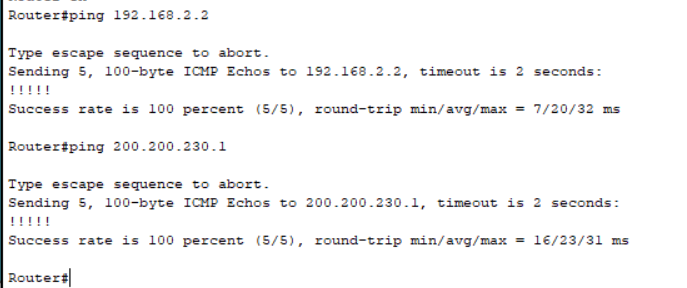 Router#ping 192.168.2.2
Type escape sequence to abort.
Sending 5, 100-byte ICMP Echos to 192.168.2.2, timeout is 2 seconds:
!!!!!
Success rate is 100 percent (5/5), round-trip min/avg/max = 7/20/32 ms
Router#ping 200.200.230.1
Type escape sequence to abort.
Sending 5, 100-byte ICMP Echos to 200.200.230.1, timeout is 2 seconds:
!!!!!
Success rate is 100 percent (5/5), round-trip min/avg/max = 16/23/31 ms
Router#